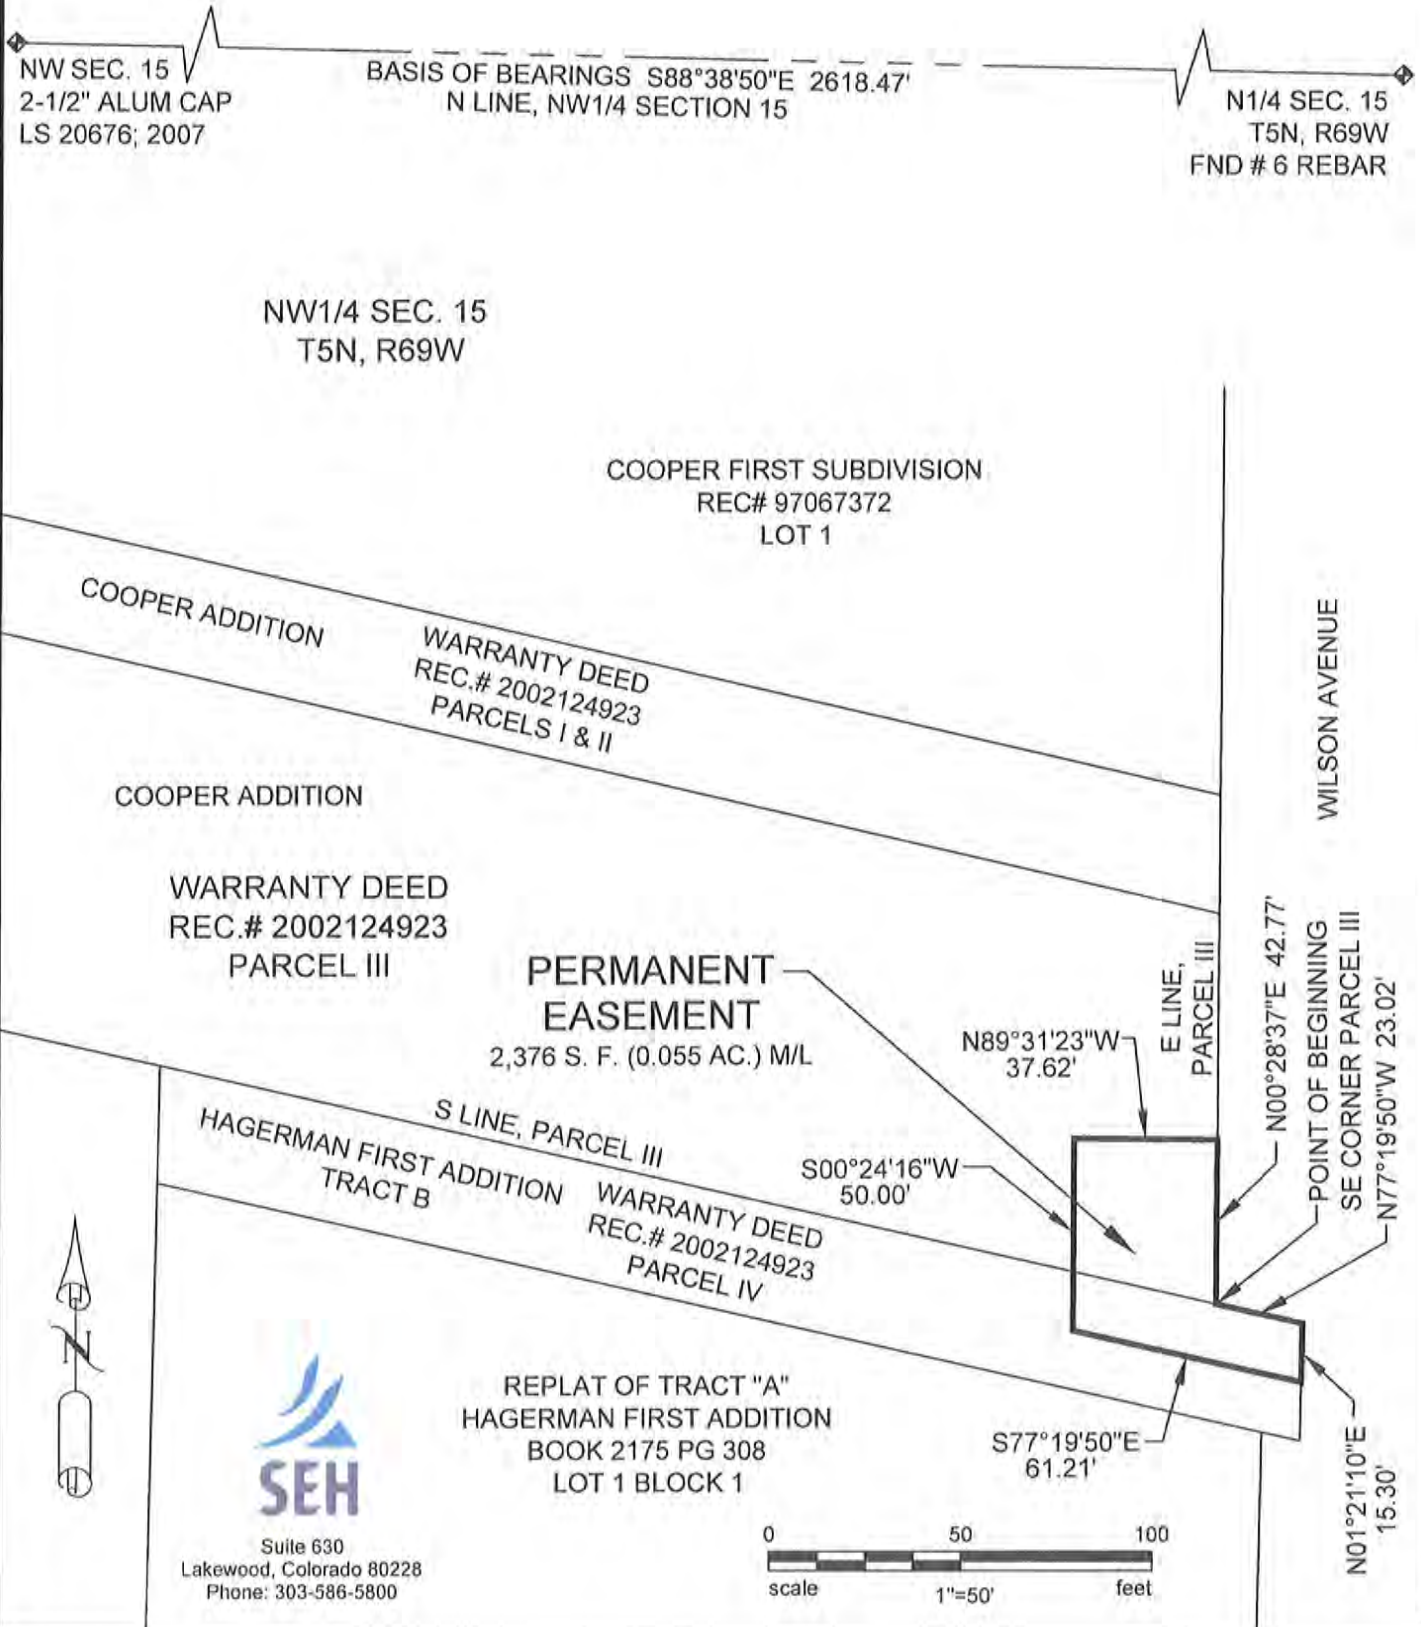 NW SEC. 15
2-1/2" ALUM CAP
LS 20676; 2007
BASIS OF BEARINGS S88°38'50"E 2618.47'
N LINE, NW1/4 SECTION 15
N1/4 SEC. 15
T5N, R69W
FND # 6 REBAR
NW1/4 SEC. 15
T5N, R69W
COOPER FIRST SUBDIVISION
REC# 97067372
LOT 1
COOPER ADDITION
WARRANTY DEED
REC.# 2002124923
PARCELS I & II
WILSON AVENUE
COOPER ADDITION
WARRANTY DEED
REC.# 2002124923
PARCEL III
PERMANENT
EASEMENT
2,376 S. F. (0.055 AC.) M/L
E LINE,
PARCEL III
N00°28'37"E 42.77'
POINT OF BEGINNING
SE CORNER PARCEL III
N77°19'50"W 23.02'
N89°31'23"W
37.62'
S00°24'16"W
50.00'
S LINE, PARCEL III
HAGERMAN FIRST ADDITION
TRACT B
WARRANTY DEED
REC.# 2002124923
PARCEL IV
N
REPLAT OF TRACT "A"
HAGERMAN FIRST ADDITION
BOOK 2175 PG 308
LOT 1 BLOCK 1
S77°19'50"E
61.21'
N01°21'10"E
15.30'
SEH
Suite 630
Lakewood, Colorado 80228
Phone: 303-586-5800
0 50 100
scale 1"=50' feet